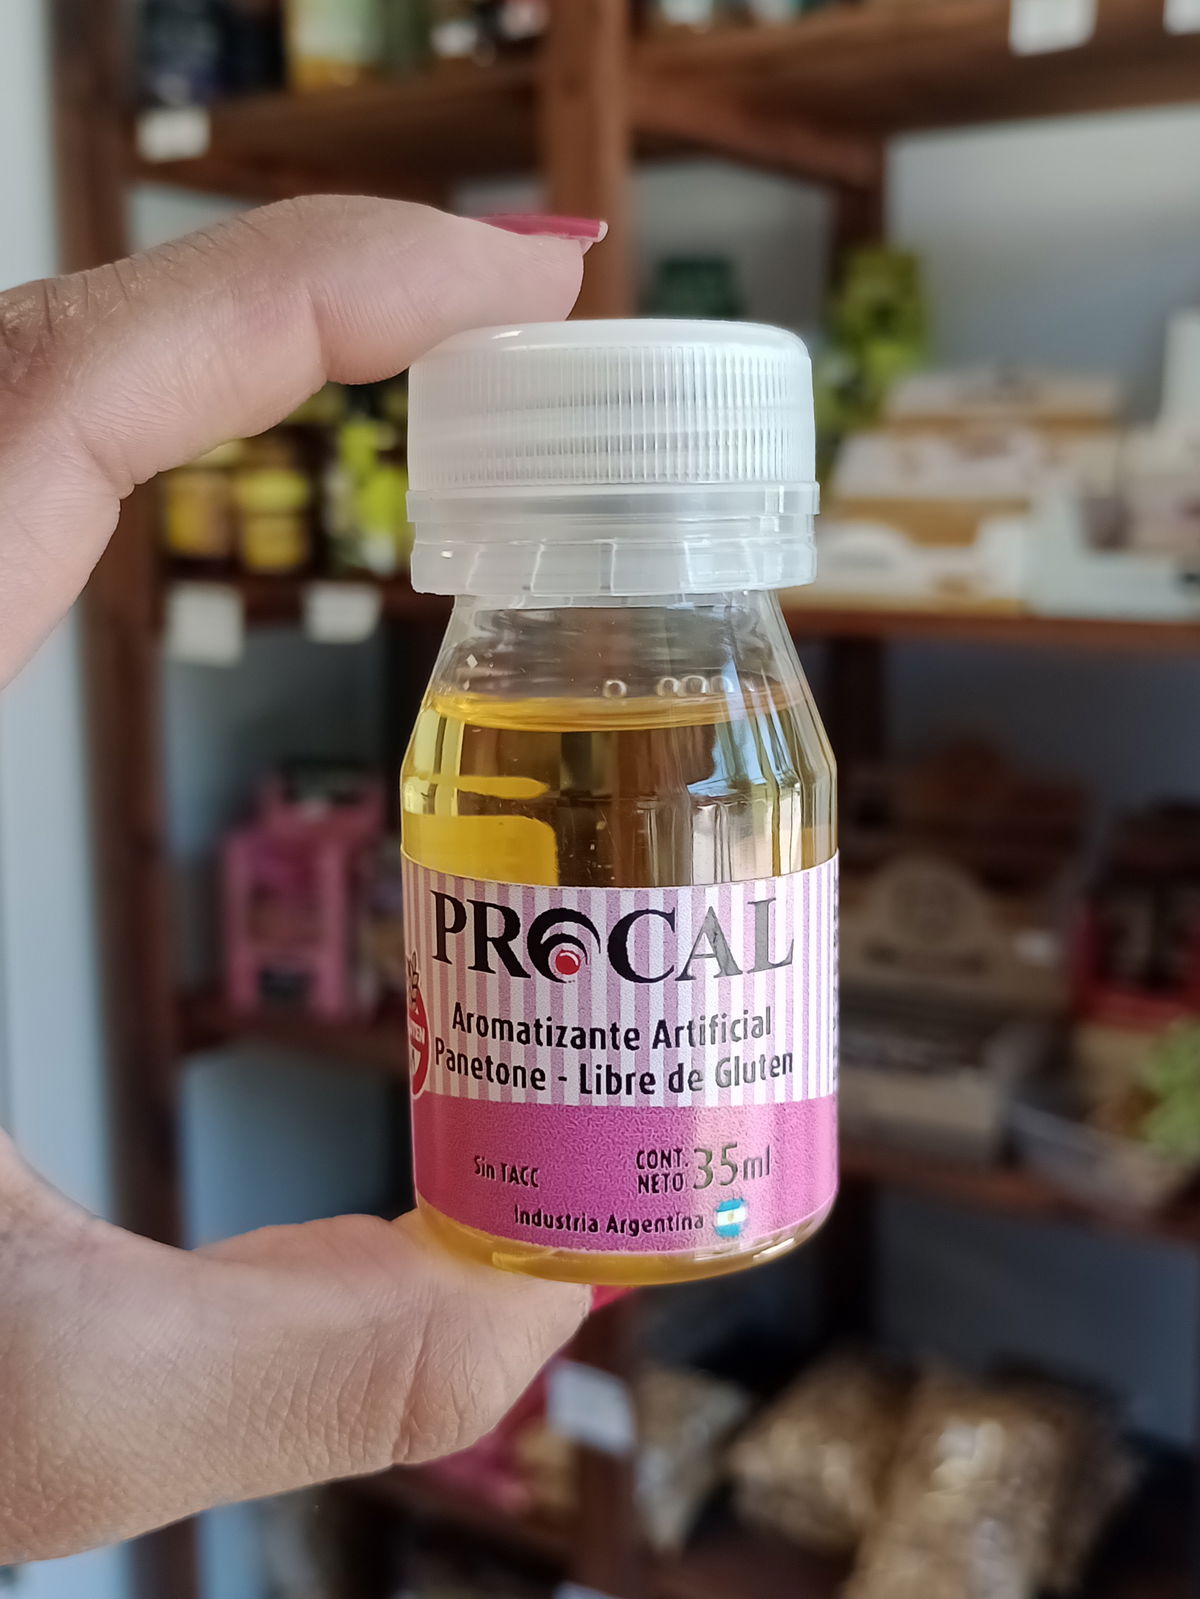 PROCAL
Aromatizante Artificial
Panetone - Libre de Gluten
Sin TACC
CONT.
NETO 35ml
Industria Argentina